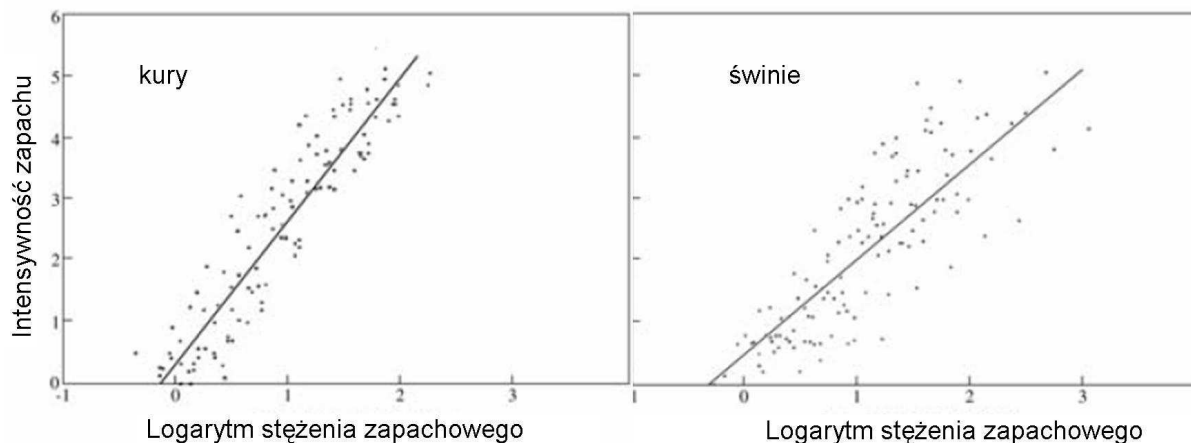 6
5
4
3
2
1
0
Intensywność zapachu
kury
-1 0 1 2 3
Logarytm stężenia zapachowego
świnie
-1 0 1 2 3 4
Logarytm stężenia zapachowego